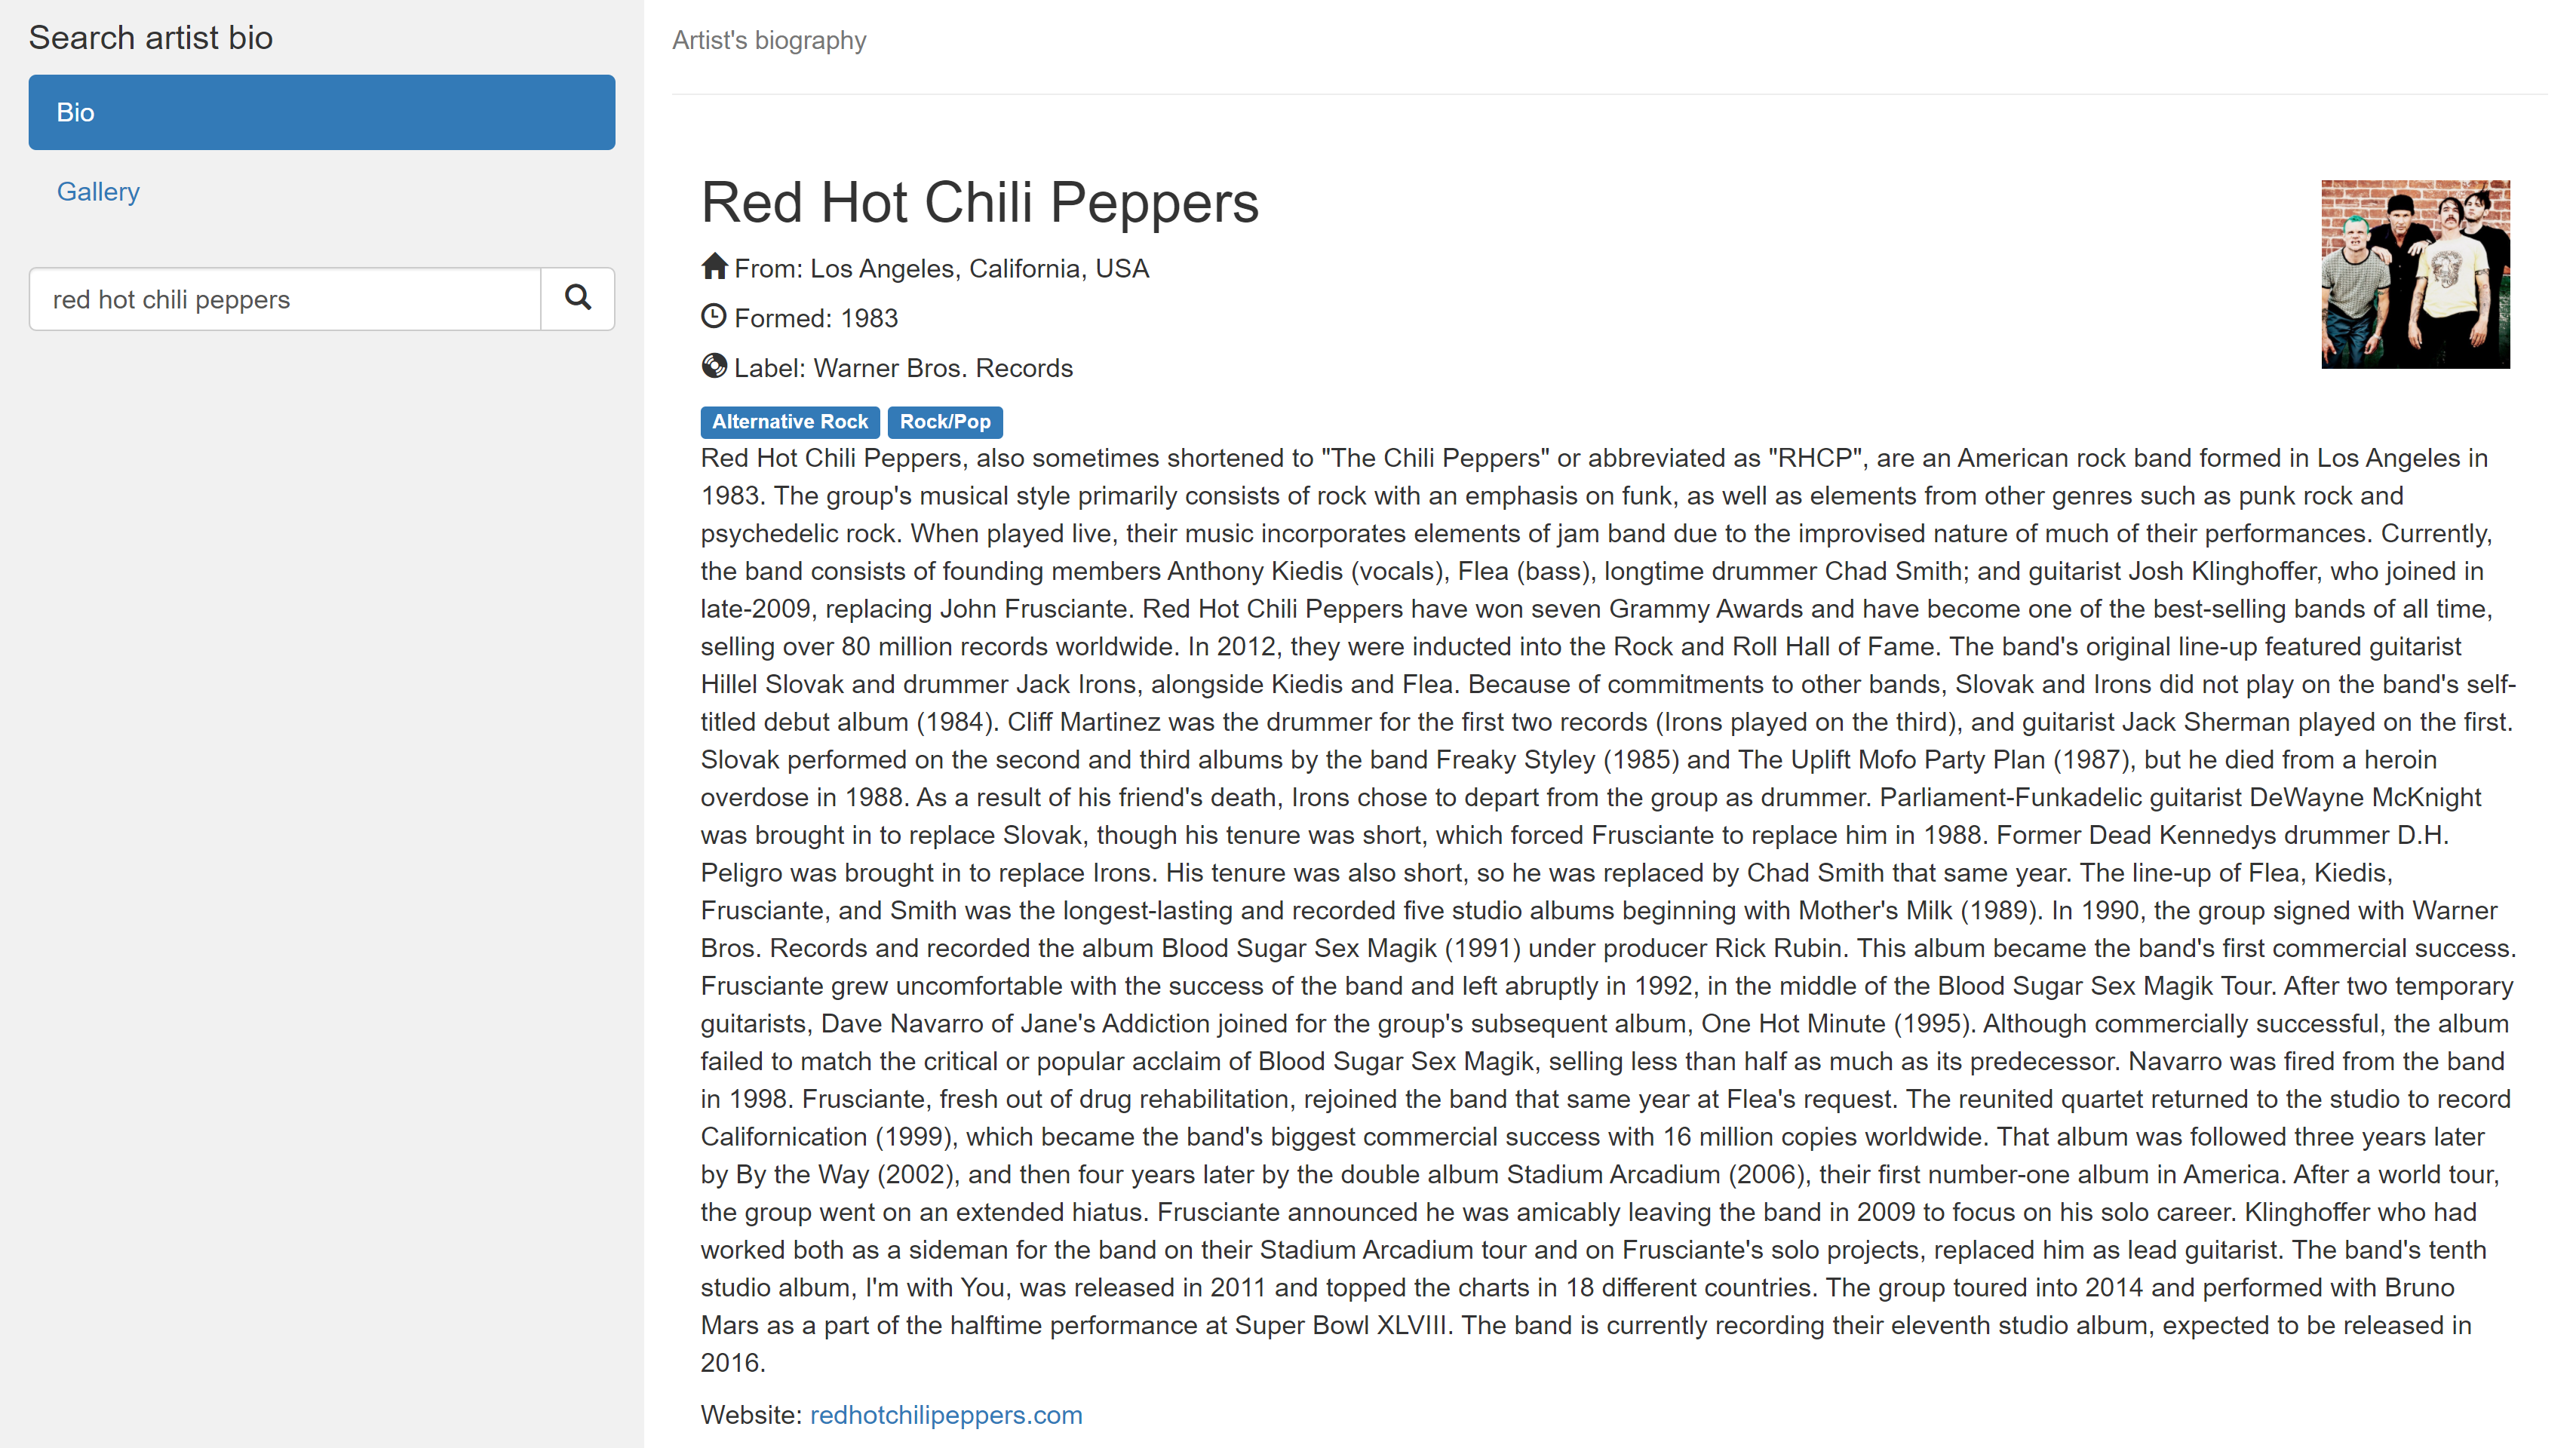 Search artist bio
Bio
Gallery
red hot chili peppers
Artist's biography
Red Hot Chili Peppers
From: Los Angeles, California, USA
Formed: 1983
Label: Warner Bros. Records
Alternative Rock Rock/Pop
Red Hot Chili Peppers, also sometimes shortened to "The Chili Peppers" or abbreviated as "RHCP", are an American rock band formed in Los Angeles in
1983. The group's musical style primarily consists of rock with an emphasis on funk, as well as elements from other genres such as punk rock and
psychedelic rock. When played live, their music incorporates elements of jam band due to the improvised nature of much of their performances. Currently,
the band consists of founding members Anthony Kiedis (vocals), Flea (bass), longtime drummer Chad Smith; and guitarist Josh Klinghoffer, who joined in
late-2009, replacing John Frusciante. Red Hot Chili Peppers have won seven Grammy Awards and have become one of the best-selling bands of all time,
selling over 80 million records worldwide. In 2012, they were inducted into the Rock and Roll Hall of Fame. The band's original line-up featured guitarist
Hillel Slovak and drummer Jack Irons, alongside Kiedis and Flea. Because of commitments to other bands, Slovak and Irons did not play on the band's self-
titled debut album (1984). Cliff Martinez was the drummer for the first two records (Irons played on the third), and guitarist Jack Sherman played on the first.
Slovak performed on the second and third albums by the band Freaky Styley (1985) and The Uplift Mofo Party Plan (1987), but he died from a heroin
overdose in 1988. As a result of his friend's death, Irons chose to depart from the group as drummer. Parliament-Funkadelic guitarist DeWayne McKnight
was brought in to replace Slovak, though his tenure was short, which forced Frusciante to replace him in 1988. Former Dead Kennedys drummer D.H.
Peligro was brought in to replace Irons. His tenure was also short, so he was replaced by Chad Smith that same year. The line-up of Flea, Kiedis,
Frusciante, and Smith was the longest-lasting and recorded five studio albums beginning with Mother's Milk (1989). In 1990, the group signed with Warner
Bros. Records and recorded the album Blood Sugar Sex Magik (1991) under producer Rick Rubin. This album became the band's first commercial success.
Frusciante grew uncomfortable with the success of the band and left abruptly in 1992, in the middle of the Blood Sugar Sex Magik Tour. After two temporary
guitarists, Dave Navarro of Jane's Addiction joined for the group's subsequent album, One Hot Minute (1995). Although commercially successful, the album
failed to match the critical or popular acclaim of Blood Sugar Sex Magik, selling less than half as much as its predecessor. Navarro was fired from the band
in 1998. Frusciante, fresh out of drug rehabilitation, rejoined the band that same year at Flea's request. The reunited quartet returned to the studio to record
Californication (1999), which became the band's biggest commercial success with 16 million copies worldwide. That album was followed three years later
by By the Way (2002), and then four years later by the double album Stadium Arcadium (2006), their first number-one album in America. After a world tour,
the group went on an extended hiatus. Frusciante announced he was amicably leaving the band in 2009 to focus on his solo career. Klinghoffer who had
worked both as a sideman for the band on their Stadium Arcadium tour and on Frusciante's solo projects, replaced him as lead guitarist. The band's tenth
studio album, I'm with You, was released in 2011 and topped the charts in 18 different countries. The group toured into 2014 and performed with Bruno
Mars as a part of the halftime performance at Super Bowl XLVIII. The band is currently recording their eleventh studio album, expected to be released in
2016.
Website: redhotchilipeppers.com